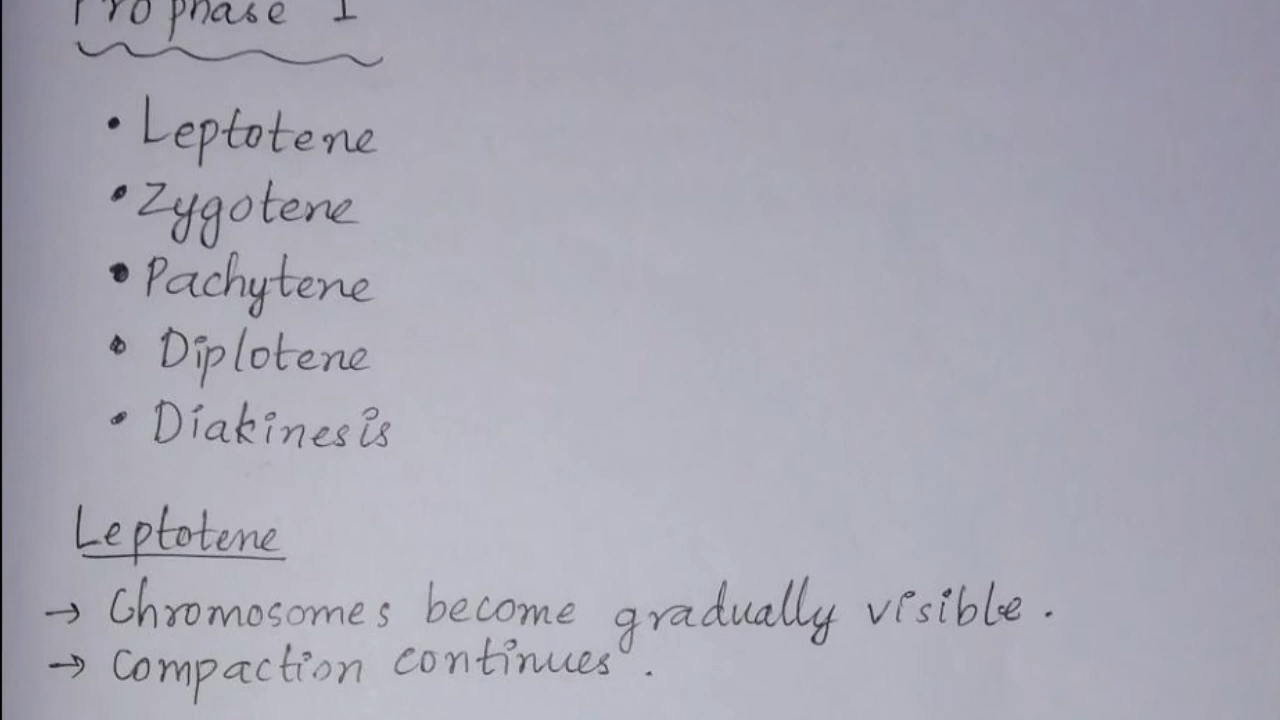 Prophase I
• Leptotene
• Zygotene
• Pachytene
• Diplotene
• Diakinesis
Leptotene
→ Chromosomes become gradually visible.
→ Compaction continues.